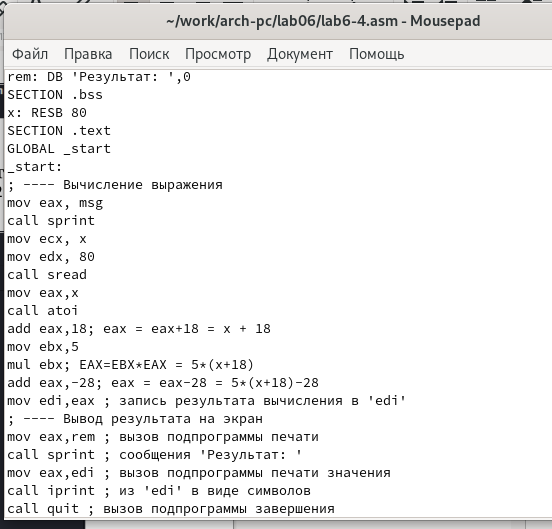 ~/work/arch-pc/lab06/lab6-4.asm - Mousepad
Файл Правка Поиск Просмотр Документ Помощь
rem: DB 'Результат: ',0
SECTION .bss
x: RESB 80
SECTION .text
GLOBAL _start
_start:
; ---- Вычисление выражения
mov eax, msg
call sprint
mov ecx, x
mov edx, 80
call sread
mov eax,x
call atoi
add eax,18; eax = eax+18 = x + 18
mov ebx,5
mul ebx; EAX=EBX*EAX = 5*(x+18)
add eax,-28; eax = eax-28 = 5*(x+18)-28
mov edi,eax ; запись результата вычисления в 'edi'
; ---- Вывод результата на экран
mov eax,rem ; вызов подпрограммы печати
call sprint ; сообщения 'Результат: '
mov eax,edi ; вызов подпрограммы печати значения
call iprint ; из 'edi' в виде символов
call quit ; вызов подпрограммы завершения